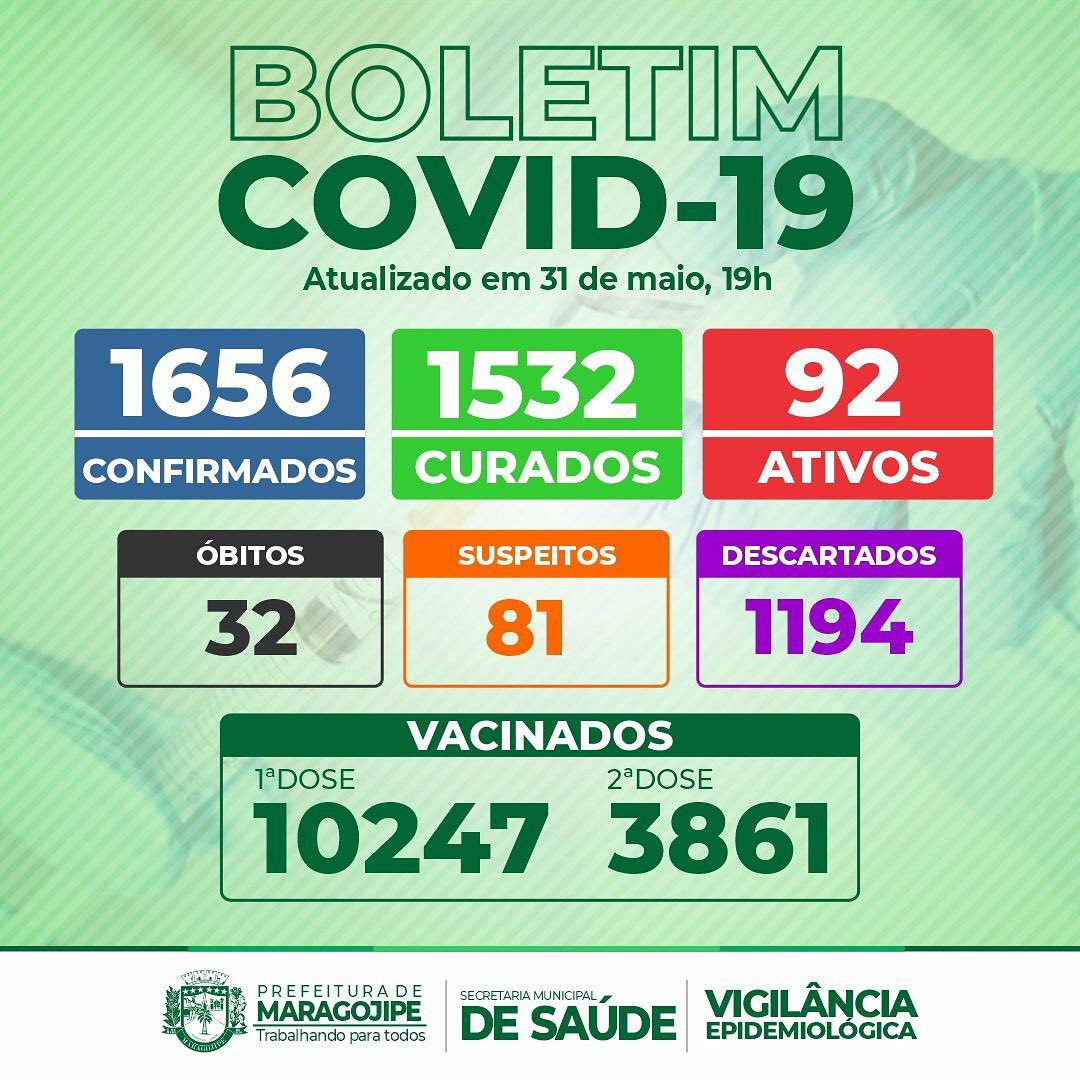 BOLETIM
COVID-19
Atualizado em 31 de maio, 19h
1656
CONFIRMADOS
1532
CURADOS
92
ATIVOS
ÓBITOS
32
SUSPEITOS
81
DESCARTADOS
1194
VACINADOS
1ªDOSE
10247
2ªDOSE
3861
MARAGOJIPE
PREFEITURA DE
MARAGOJIPE
Trabalhando para todos
SECRETARIA MUNICIPAL
DE SAÚDE
VIGILÂNCIA
EPIDEMIOLÓGICA